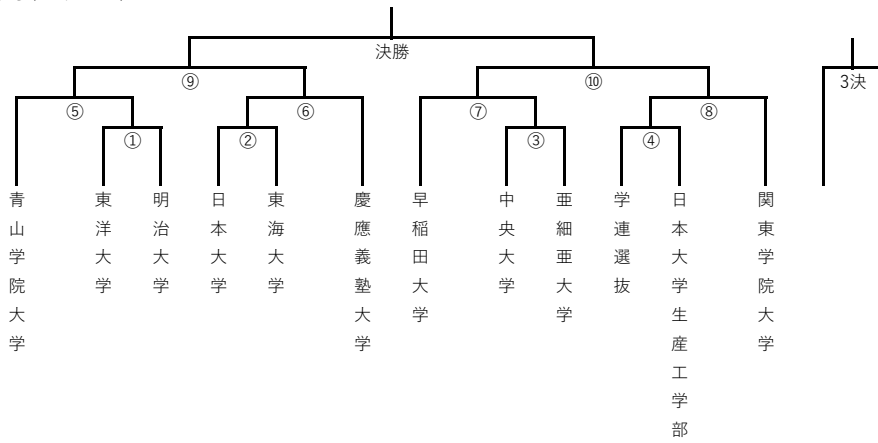 決勝
⑨
⑩
3決
⑤
⑥
⑦
⑧
①
②
③
④
青山学院大学
東洋大学
明治大学
日本大学
東海大学
慶應義塾大学
早稲田大学
中央大学
亜細亜大学
学連選抜
日本大学生産工学部
関東学院大学